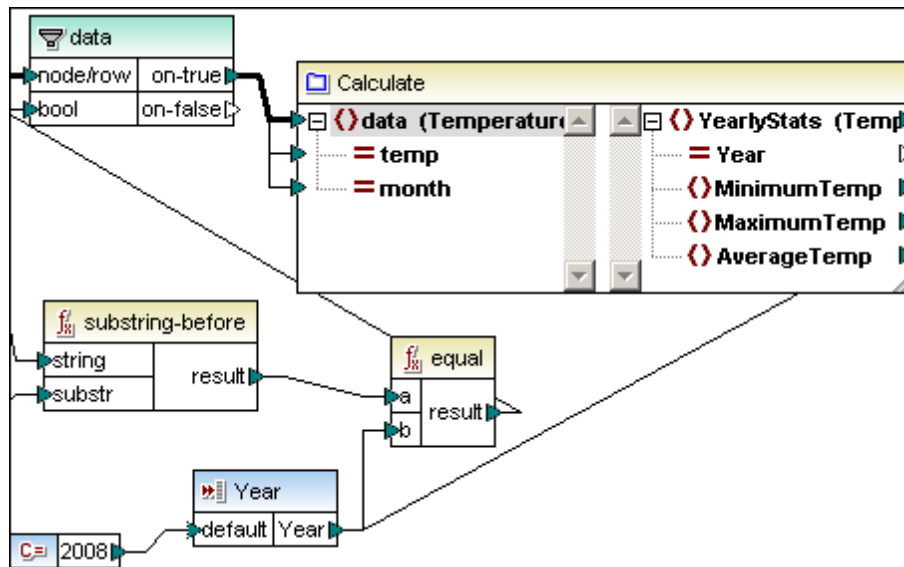 data
node/row on-true
bool on-false
Calculate
data (Temperature
temp
month
YearlyStats (Temp
Year
MinimumTemp
MaximumTemp
AverageTemp
substring-before
string
substr
result
equal
a
b
result
Year
default Year
C= 2008